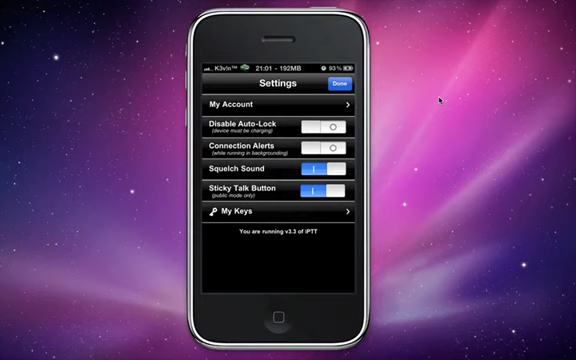 K3v!n™ 21:01 - 192MB 93%
Settings
Done
My Account
Disable Auto-Lock
(device must be charging)
Connection Alerts
(while running in backgrounding)
Squelch Sound
Sticky Talk Button
(public mode only)
My Keys
You are running v3.3 of iPTT